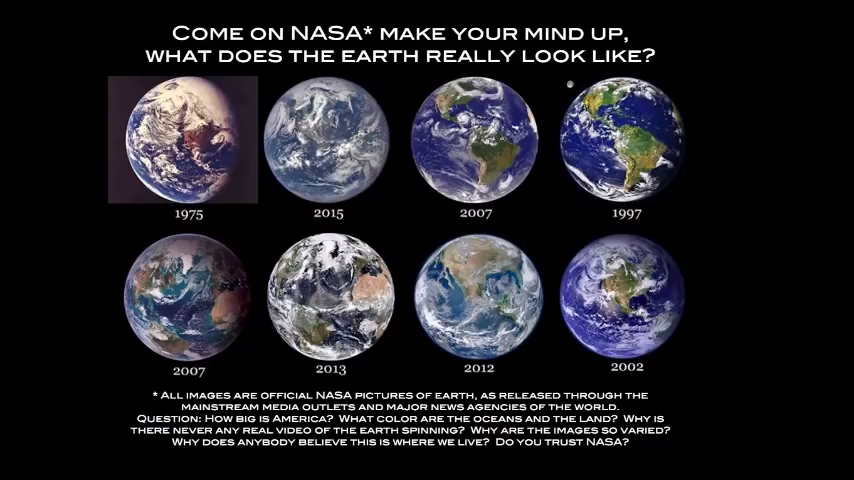 Come on NASA* make your mind up,
what does the earth really look like?
1975
2015
2007
1997
2007
2013
2012
2002
* All images are official NASA pictures of earth, as released through the
mainstream media outlets and major news agencies of the world.
Question: How big is America? What color are the oceans and the land? Why is
there never any real video of the earth spinning? Why are the images so varied?
Why does anybody believe this is where we live? Do you trust NASA?